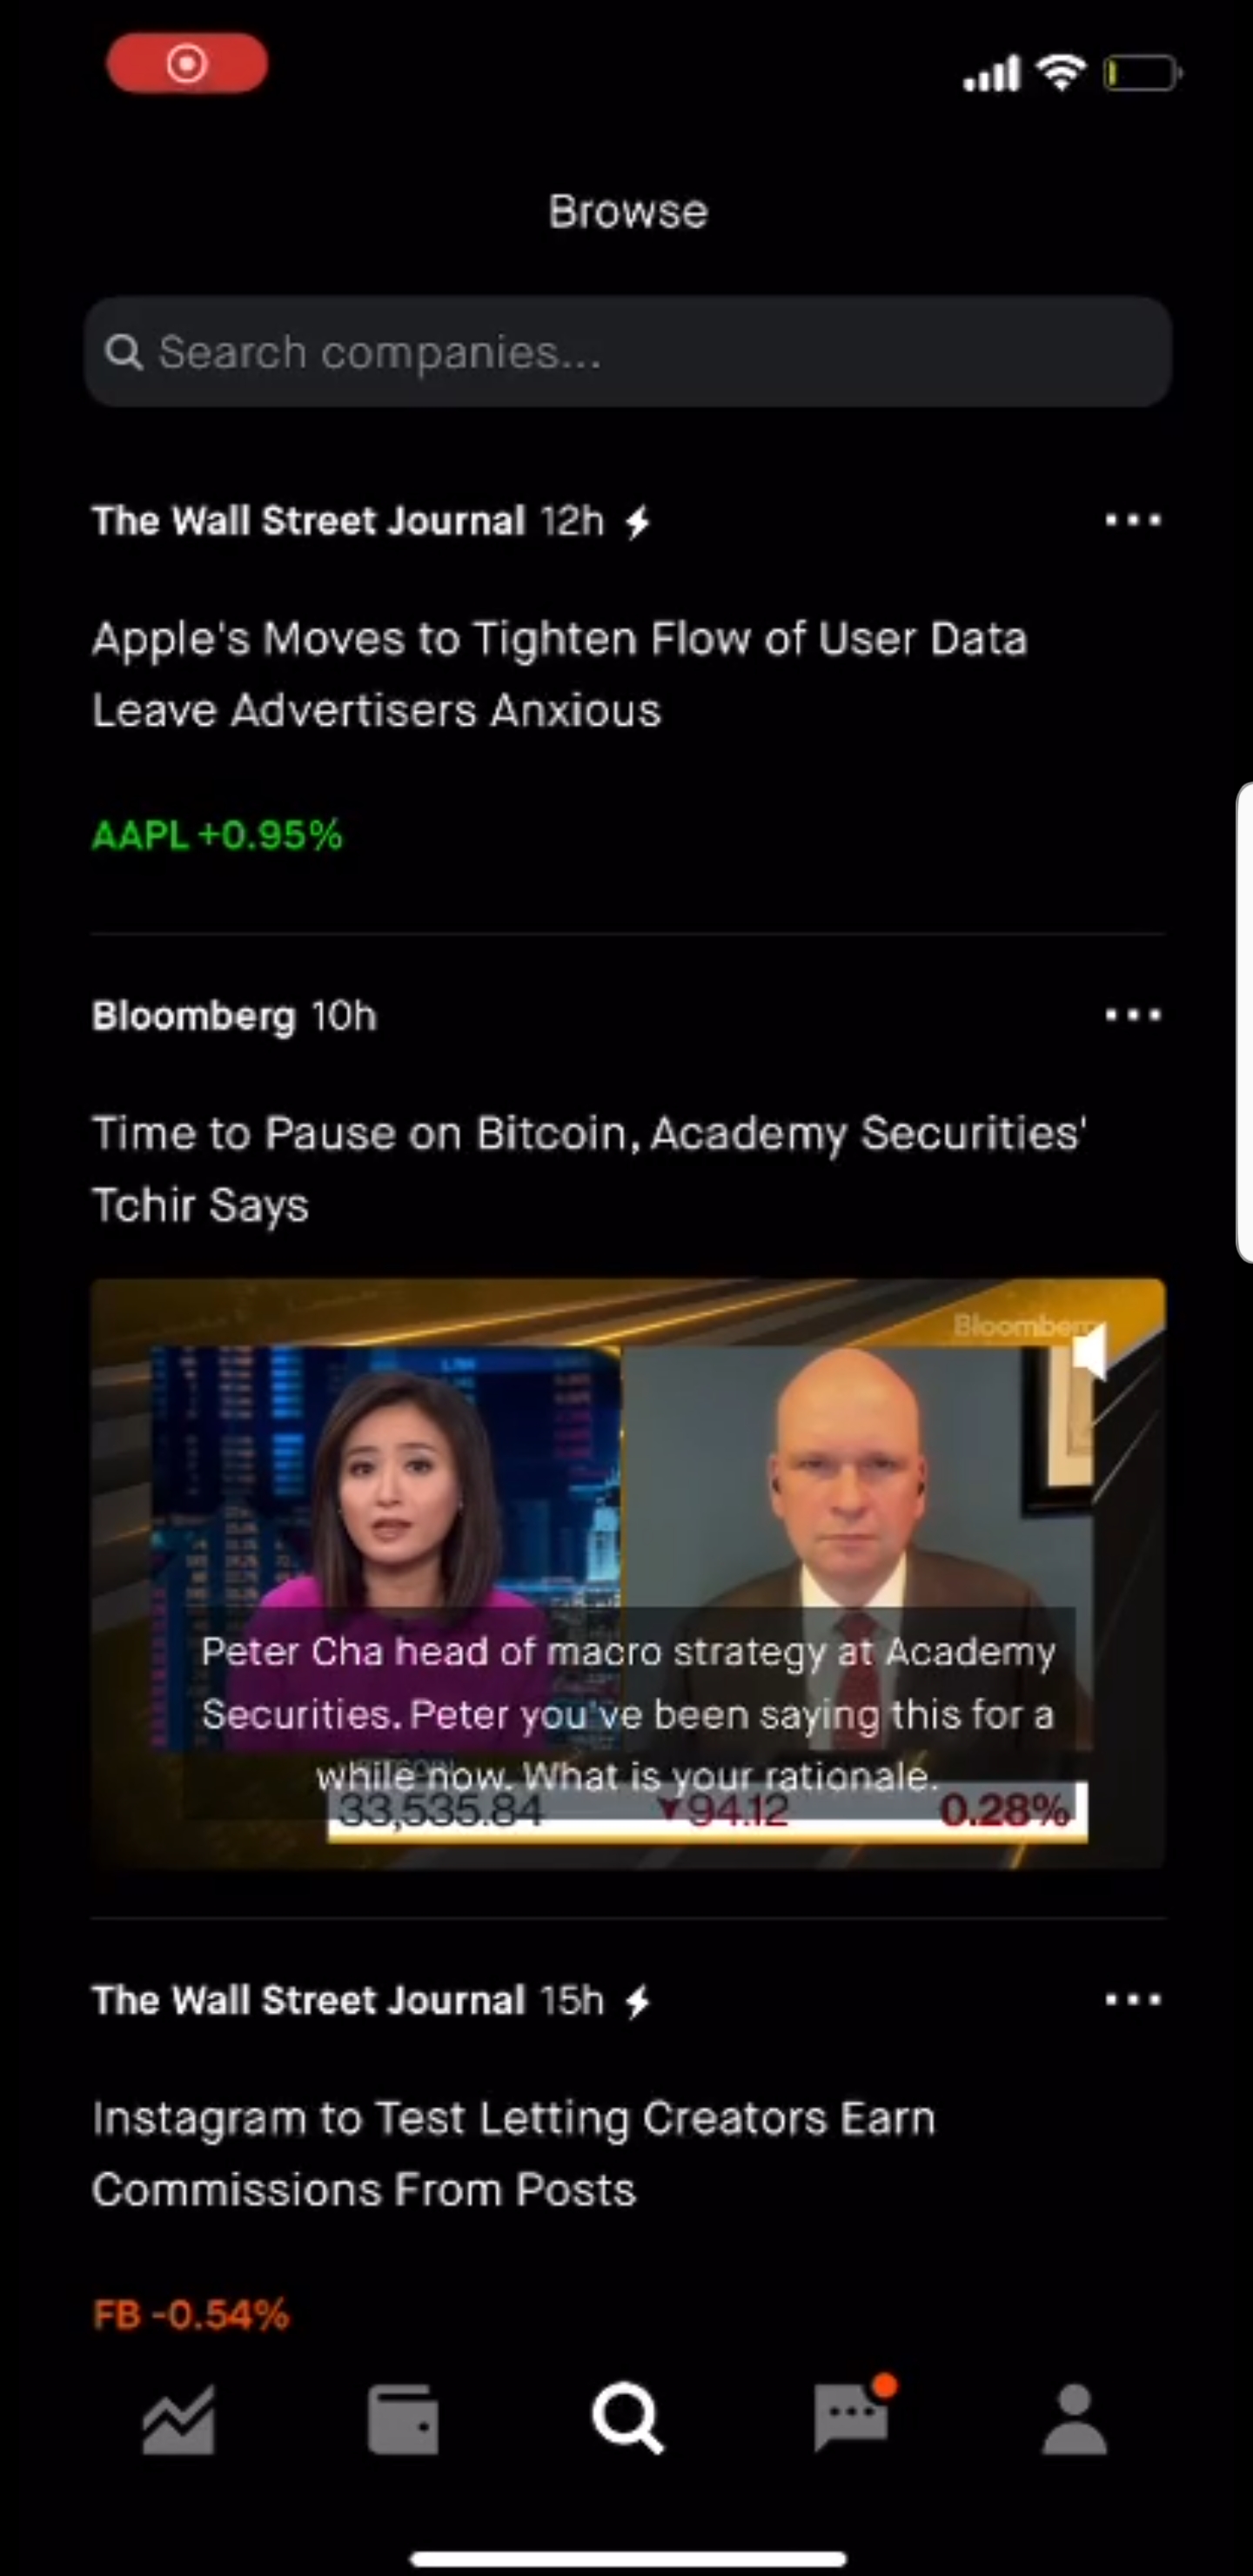 Browse
Search companies...
The Wall Street Journal 12h
Apple's Moves to Tighten Flow of User Data
Leave Advertisers Anxious
AAPL +0.95%
Bloomberg 10h
Time to Pause on Bitcoin, Academy Securities'
Tchir Says
Bloomberg
Peter Cha head of macro strategy at Academy
Securities. Peter you've been saying this for a
while now. What is your rationale.
33,535.84 ▼94.12 0.28%
The Wall Street Journal 15h
Instagram to Test Letting Creators Earn
Commissions From Posts
FB -0.54%